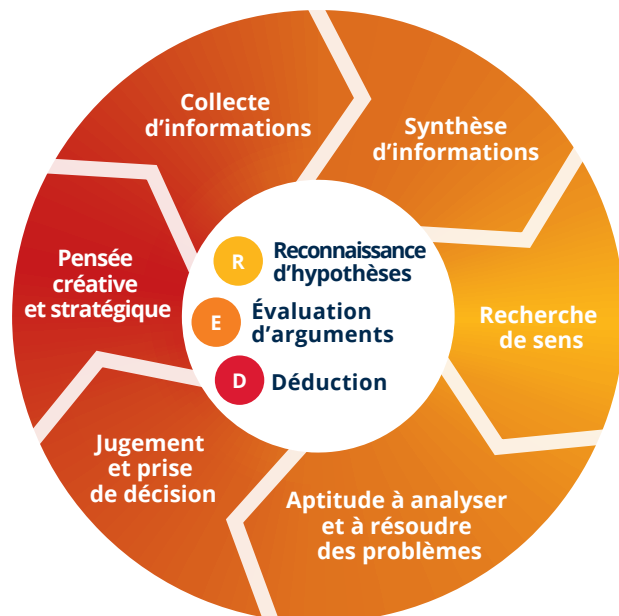 Collecte
d'informations
Synthèse
d'informations
Recherche
de sens
Aptitude à analyser
et à résoudre
des problèmes
Jugement
et prise
de décision
Pensée
créative
et stratégique
R Reconnaissance
d'hypothèses
E Évaluation
d'arguments
D Déduction